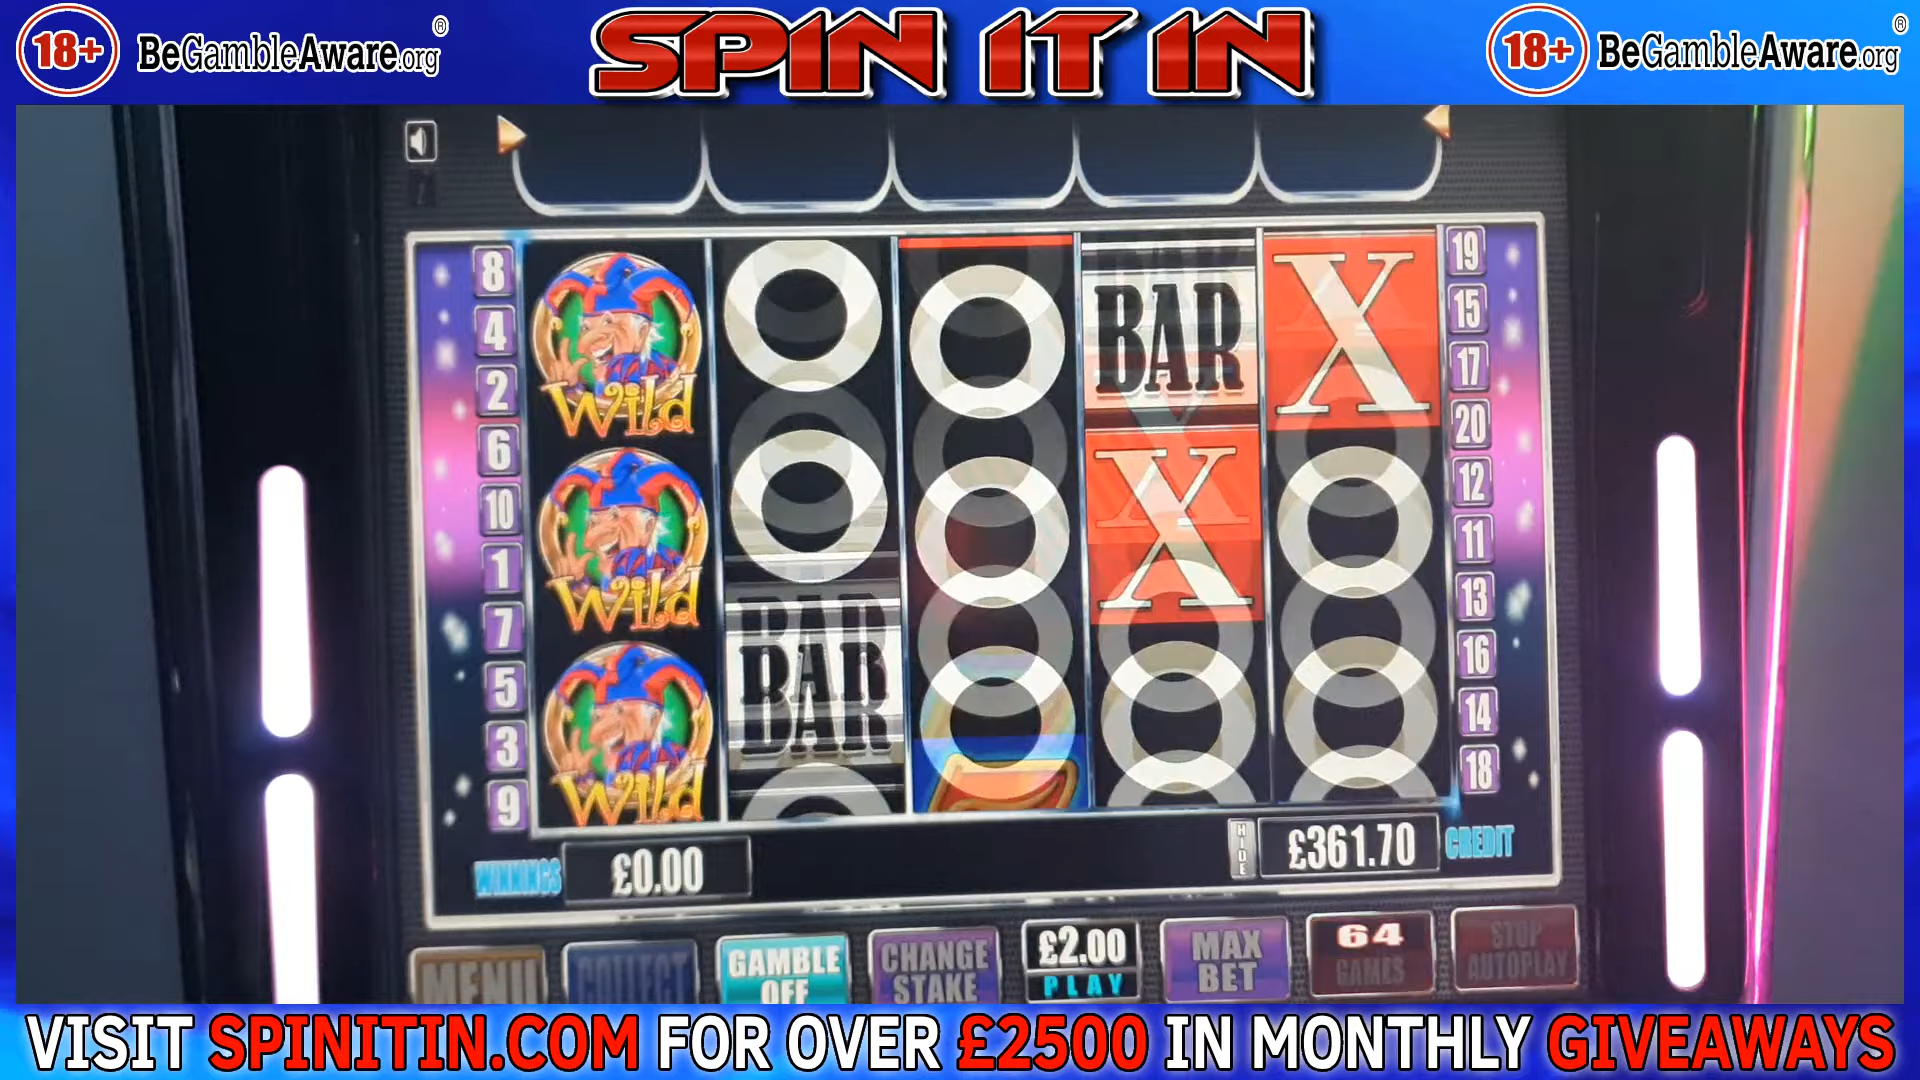 18+ BeGambleAware.org®
SPIN IT IN
18+ BeGambleAware.org®
8
4
2
6
10
1
7
5
3
9
Wild
Wild
Wild
BAR
BAR
BAR
X
X
X
19
15
17
20
12
11
13
16
14
18
WINNINGS £0.00
HIDE £361.70 CREDIT
MENU
COLLECT
GAMBLE OFF
CHANGE STAKE
£2.00 PLAY
MAX BET
64 GAMES
STOP AUTOPLAY
VISIT SPINITIN.COM FOR OVER £2500 IN MONTHLY GIVEAWAYS